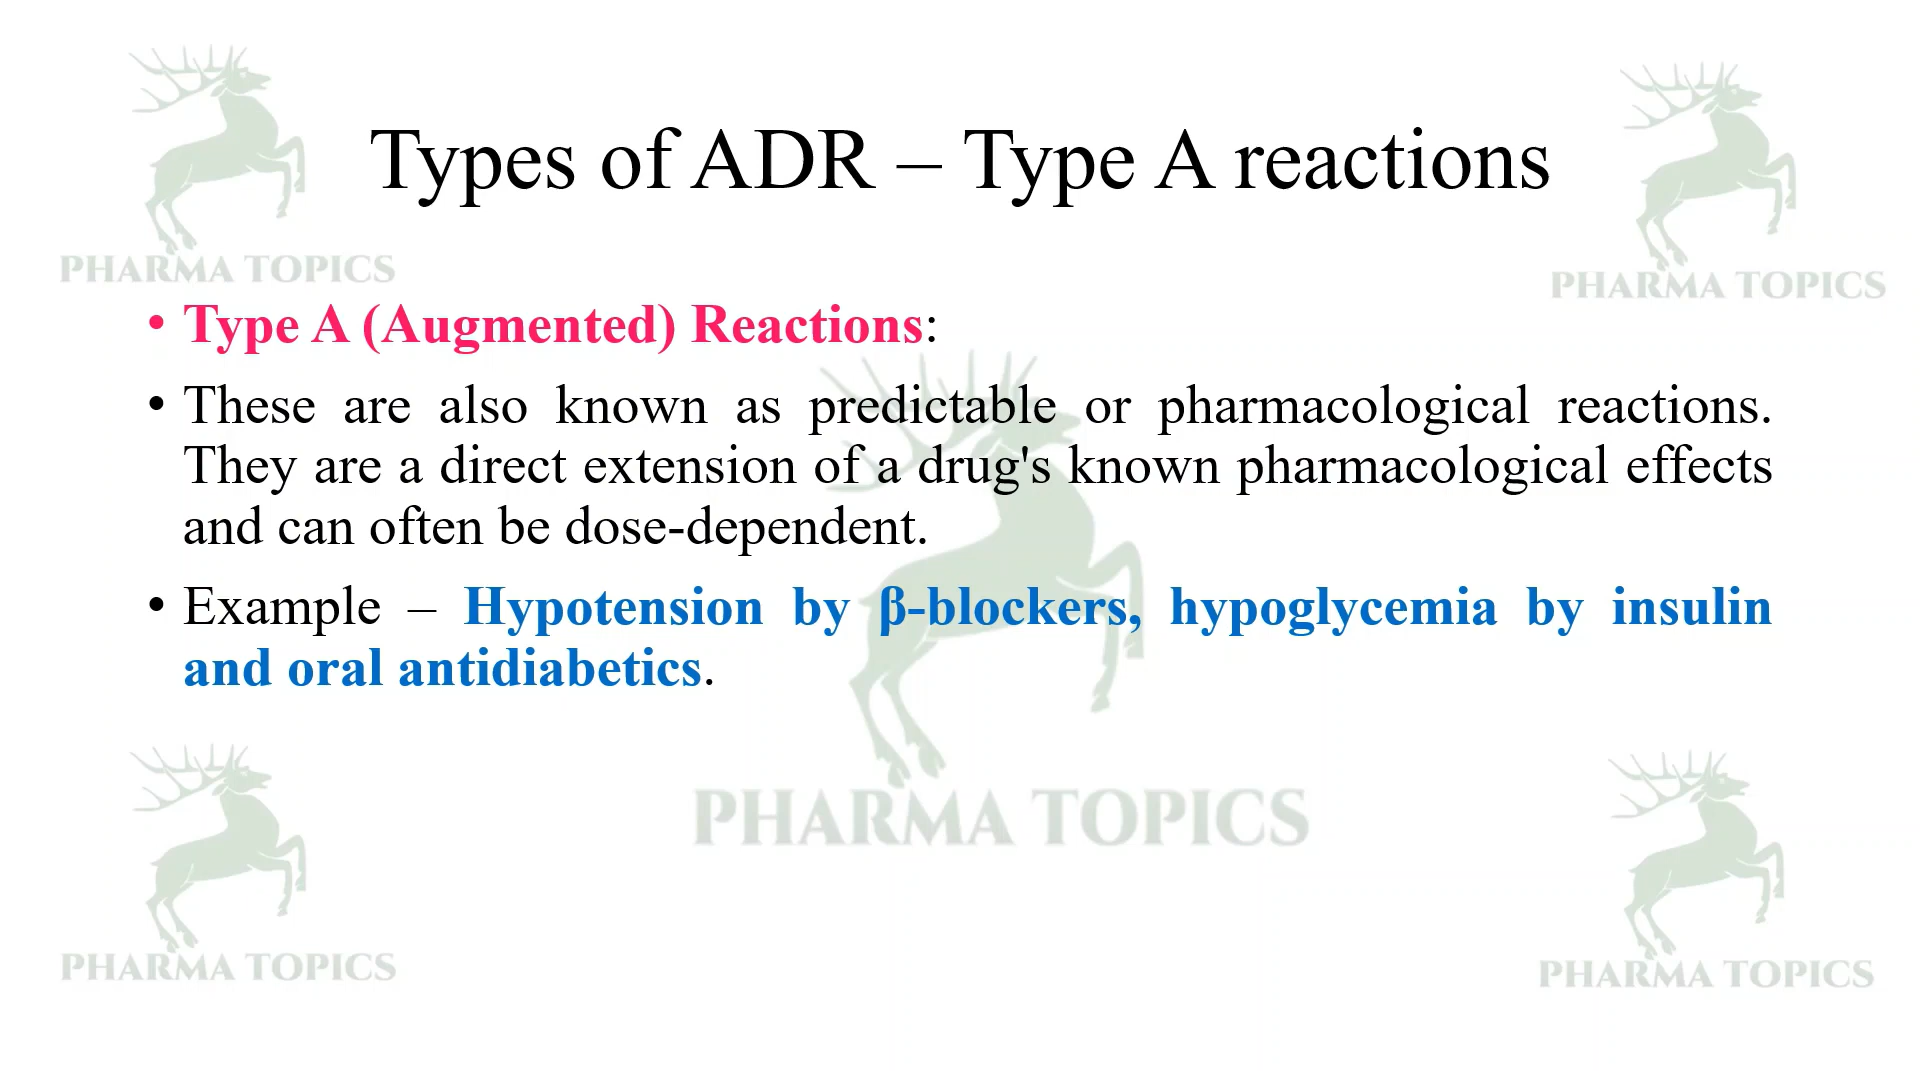 Types of ADR – Type A reactions
PHARMA TOPICS
PHARMA TOPICS
• Type A (Augmented) Reactions:
• These are also known as predictable or pharmacological reactions.
They are a direct extension of a drug's known pharmacological effects
and can often be dose-dependent.
• Example – Hypotension by β-blockers, hypoglycemia by insulin
and oral antidiabetics.
PHARMA TOPICS
PHARMA TOPICS
PHARMA TOPICS